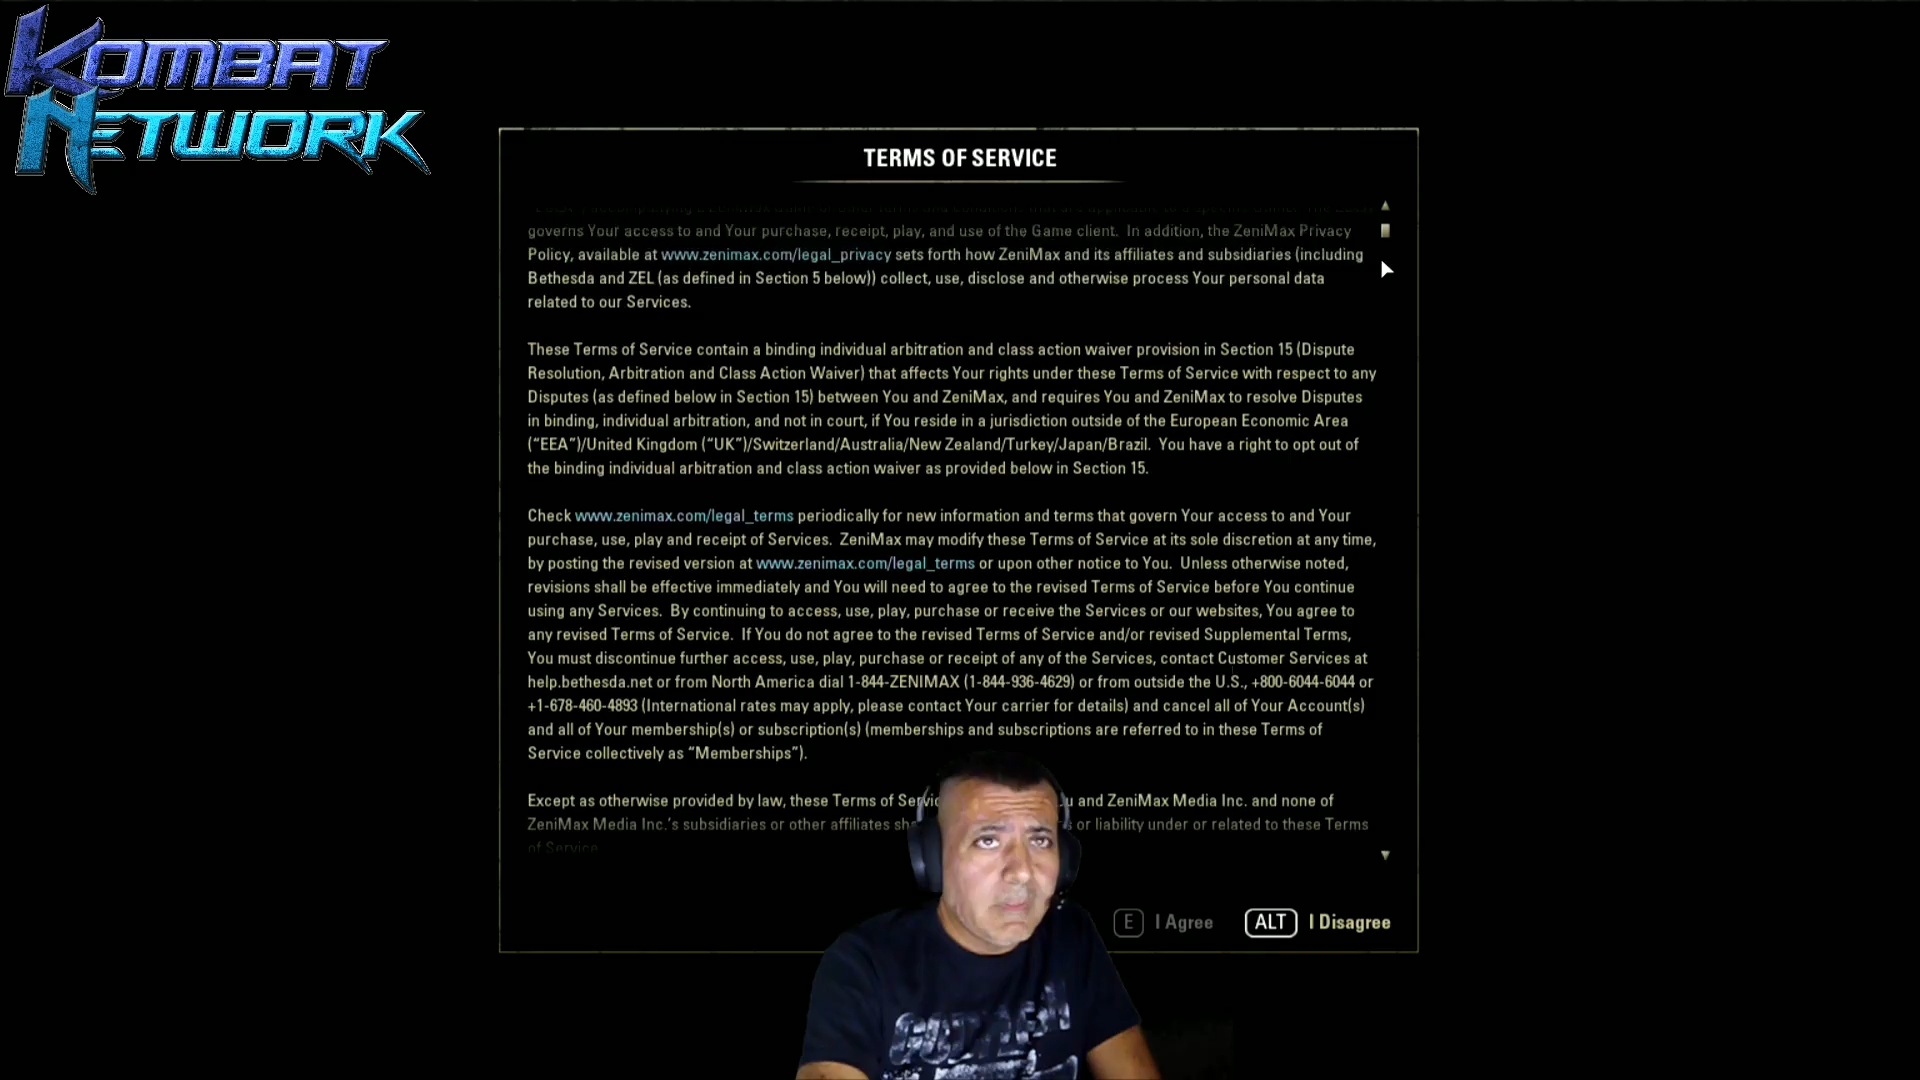 KOMBAT
NETWORK
TERMS OF SERVICE
governs Your access to and Your purchase, receipt, play, and use of the Game client.  In addition, the ZeniMax Privacy
Policy, available at www.zenimax.com/legal_privacy sets forth how ZeniMax and its affiliates and subsidiaries (including
Bethesda and ZEL (as defined in Section 5 below)) collect, use, disclose and otherwise process Your personal data
related to our Services.
These Terms of Service contain a binding individual arbitration and class action waiver provision in Section 15 (Dispute
Resolution, Arbitration and Class Action Waiver) that affects Your rights under these Terms of Service with respect to any
Disputes (as defined below in Section 15) between You and ZeniMax, and requires You and ZeniMax to resolve Disputes
in binding, individual arbitration, and not in court, if You reside in a jurisdiction outside of the European Economic Area
(“EEA”)/United Kingdom (“UK”)/Switzerland/Australia/New Zealand/Turkey/Japan/Brazil.  You have a right to opt out of
the binding individual arbitration and class action waiver as provided below in Section 15.
Check www.zenimax.com/legal_terms periodically for new information and terms that govern Your access to and Your
purchase, use, play and receipt of Services.  ZeniMax may modify these Terms of Service at its sole discretion at any time,
by posting the revised version at www.zenimax.com/legal_terms or upon other notice to You.  Unless otherwise noted,
revisions shall be effective immediately and You will need to agree to the revised Terms of Service before You continue
using any Services.  By continuing to access, use, play, purchase or receive the Services or our websites, You agree to
any revised Terms of Service.  If You do not agree to the revised Terms of Service and/or revised Supplemental Terms,
You must discontinue further access, use, play, purchase or receipt of any of the Services, contact Customer Services at
help.bethesda.net or from North America dial 1-844-ZENIMAX (1-844-936-4629) or from outside the U.S., +800-6044-6044 or
+1-678-460-4893 (International rates may apply, please contact Your carrier for details) and cancel all of Your Account(s)
and all of Your membership(s) or subscription(s) (memberships and subscriptions are referred to in these Terms of
Service collectively as “Memberships”).
Except as otherwise provided by law, these Terms of and ZeniMax Media Inc. and none of
ZeniMax Media Inc.'s subsidiaries or other affiliates or liability under or related to these Terms
of Service
E I Agree ALT I Disagree